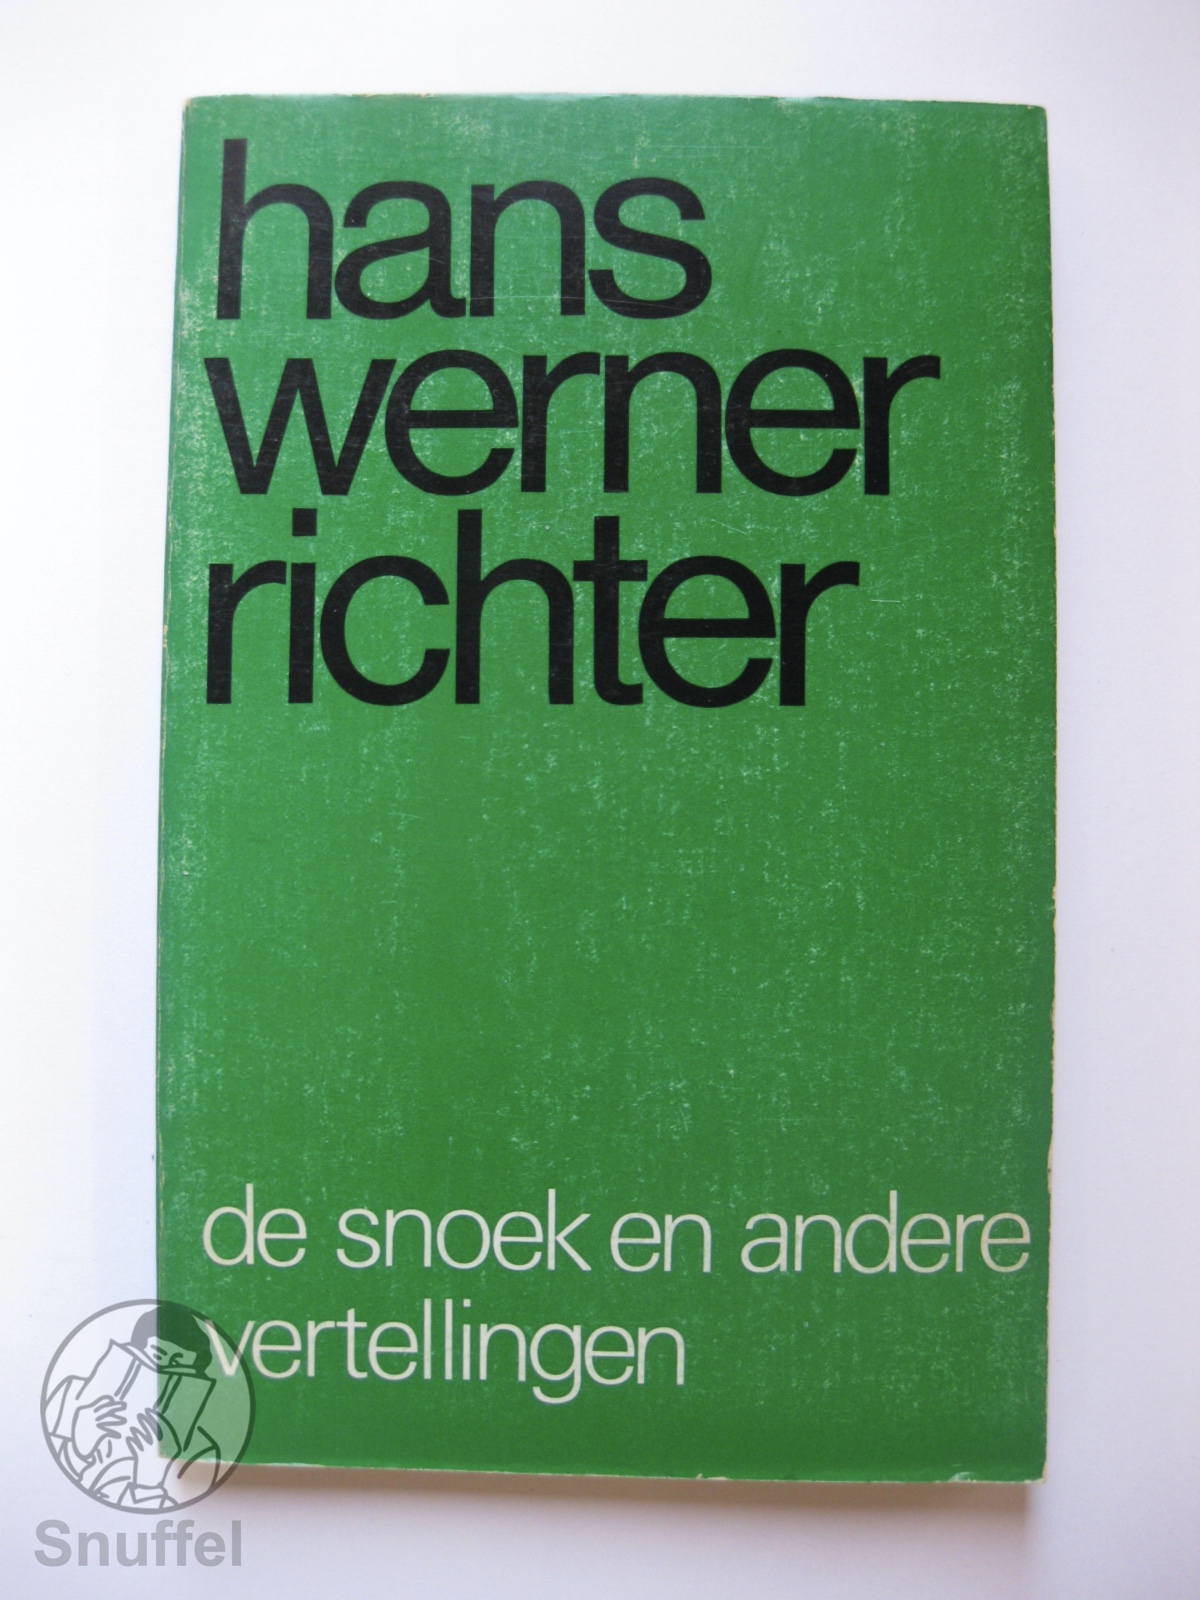 hans
werner
richter
de snoek en andere
vertellingen
Snuffel